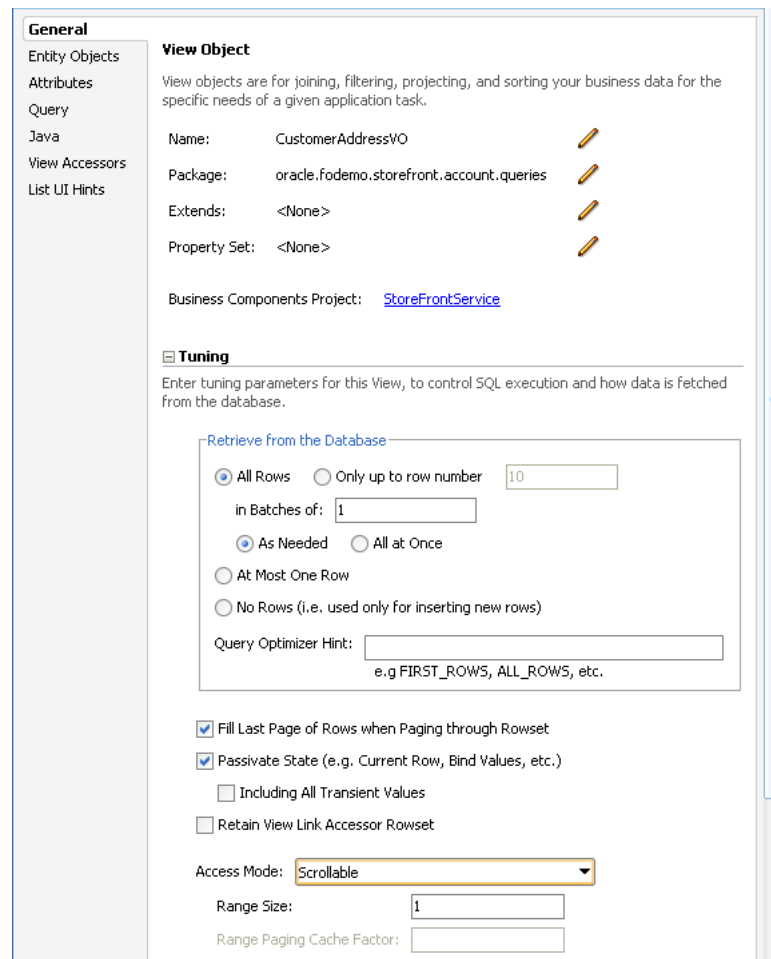 General
Entity Objects
Attributes
Query
Java
View Accessors
List UI Hints
View Object
View objects are for joining, filtering, projecting, and sorting your business data for the
specific needs of a given application task.
Name: CustomerAddressVO
Package: oracle.fodemo.storefront.account.queries
Extends: <None>
Property Set: <None>
Business Components Project: StoreFrontService
Tuning
Enter tuning parameters for this View, to control SQL execution and how data is fetched
from the database.
Retrieve from the Database
All Rows Only up to row number 10
in Batches of: 1
As Needed All at Once
At Most One Row
No Rows (i.e. used only for inserting new rows)
Query Optimizer Hint:
e.g FIRST_ROWS, ALL_ROWS, etc.
Fill Last Page of Rows when Paging through Rowset
Passivate State (e.g. Current Row, Bind Values, etc.)
Including All Transient Values
Retain View Link Accessor Rowset
Access Mode: Scrollable
Range Size: 1
Range Paging Cache Factor: